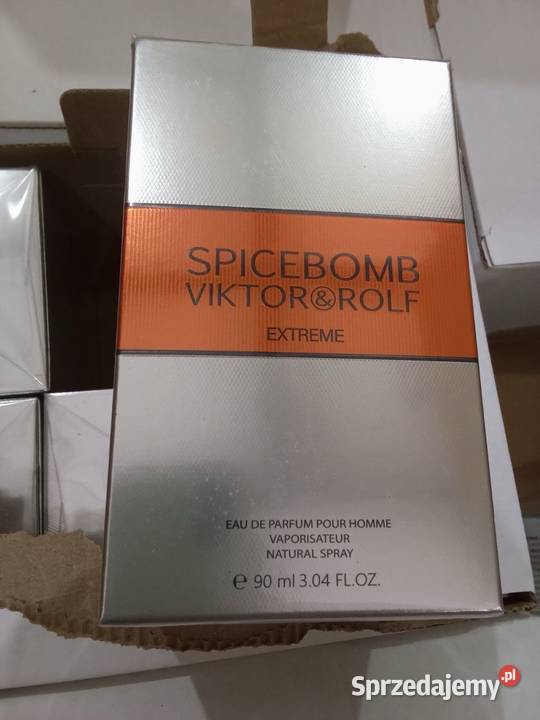 SPICEBOMB
VIKTOR&ROLF
EXTREME
EAU DE PARFUM POUR HOMME
VAPORISATEUR
NATURAL SPRAY
e 90 ml 3.04 FL.OZ.
Sprzedajemy.pl